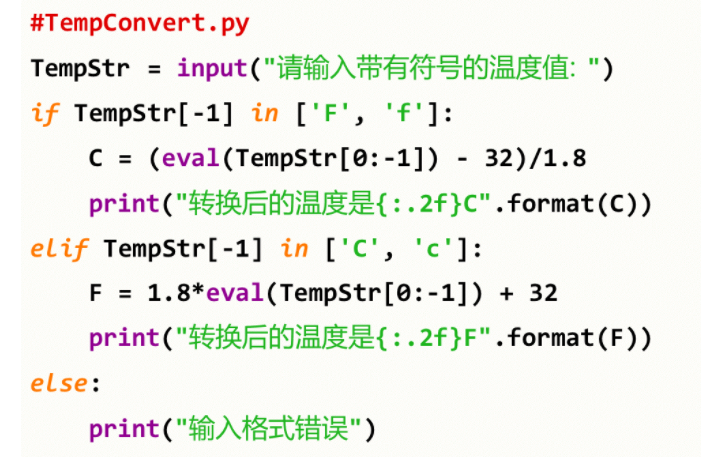 #TempConvert.py
TempStr = input("请输入带有符号的温度值: ")
if TempStr[-1] in ['F', 'f']:
    C = (eval(TempStr[0:-1]) - 32)/1.8
    print("转换后的温度是{:.2f}C".format(C))
elif TempStr[-1] in ['C', 'c']:
    F = 1.8*eval(TempStr[0:-1]) + 32
    print("转换后的温度是{:.2f}F".format(F))
else:
    print("输入格式错误")